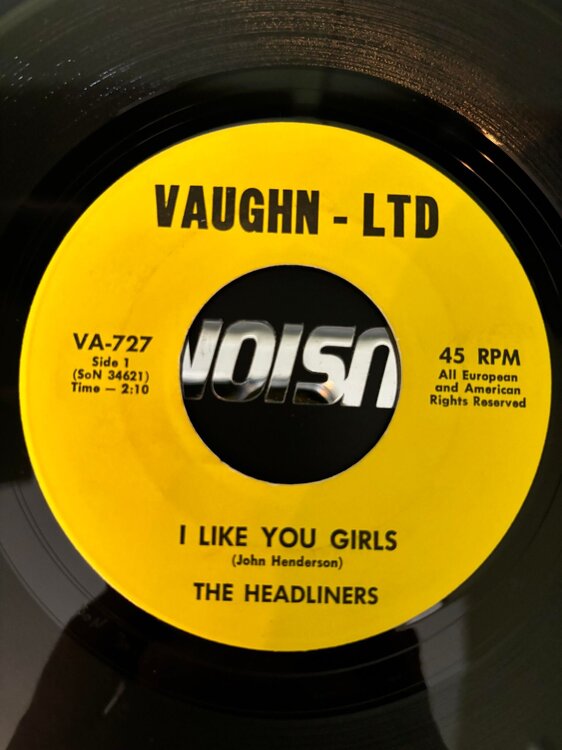 VAUGHN - LTD
VA-727
Side 1
(SoN 34621)
Time — 2:10
45 RPM
All European
and American
Rights Reserved
I LIKE YOU GIRLS
(John Henderson)
THE HEADLINERS